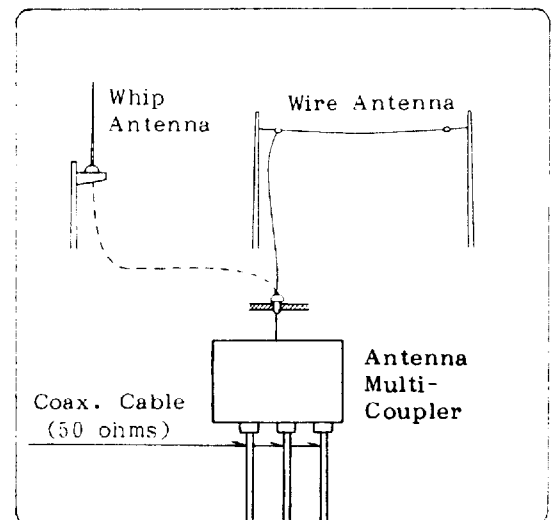 Whip
Antenna
Wire Antenna
Antenna
Multi-
Coupler
Coax. Cable
(50 ohms)